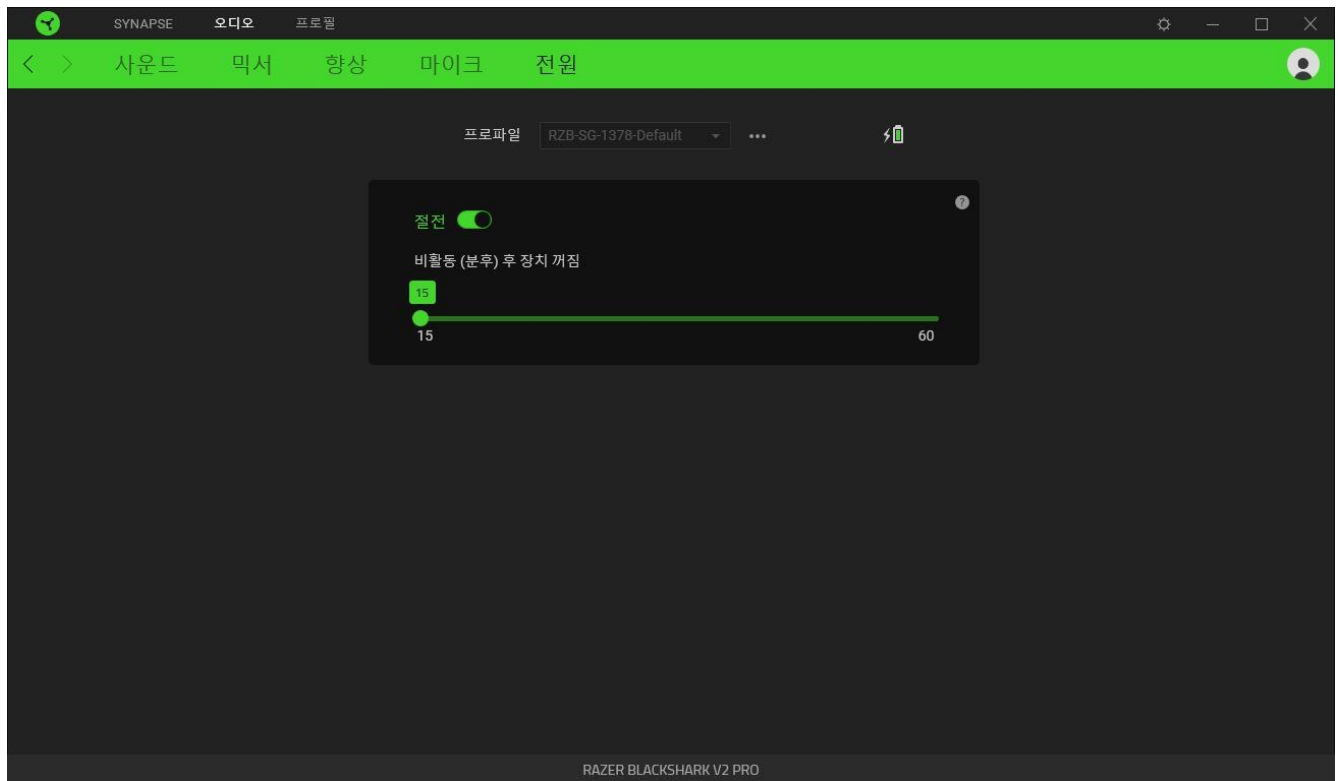 SYNAPSE 오디오 프로필
사운드 믹서 향상 마이크 전원
프로파일 RZB-SG-1378-Default •••
절전 ?
비활동 (분후) 후 장치 꺼짐
15
15 60
RAZER BLACKSHARK V2 PRO